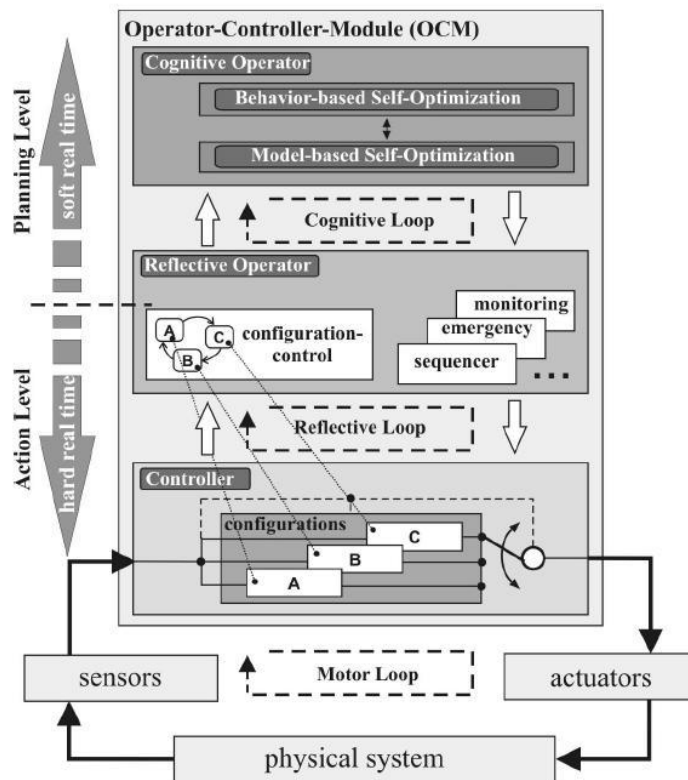 Operator-Controller-Module (OCM)
Cognitive Operator
Behavior-based Self-Optimization
Model-based Self-Optimization
Planning Level
soft real time
Cognitive Loop
Reflective Operator
A
C
B
configuration-
control
monitoring
emergency
sequencer
...
Action Level
hard real time
Reflective Loop
Controller
configurations
C
B
A
sensors
Motor Loop
actuators
physical system